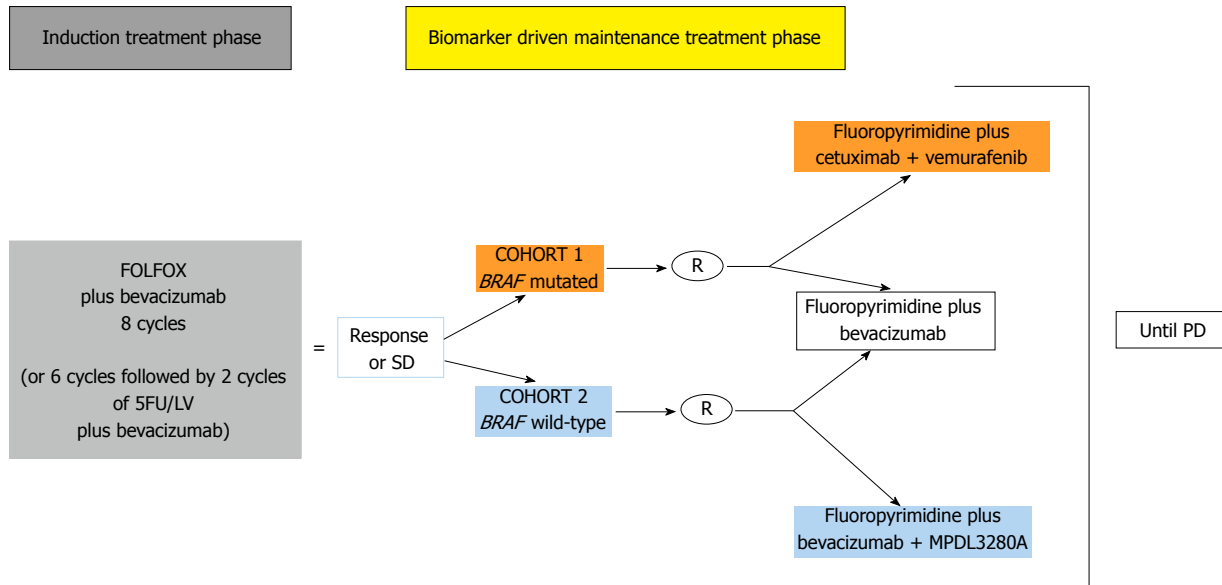 Induction treatment phase
Biomarker driven maintenance treatment phase
FOLFOX
plus bevacizumab
8 cycles
(or 6 cycles followed by 2 cycles
of 5FU/LV
plus bevacizumab)
=
Response
or SD
COHORT 1
BRAF mutated
R
Fluoropyrimidine plus
cetuximab + vemurafenib
Fluoropyrimidine plus
bevacizumab
COHORT 2
BRAF wild-type
R
Fluoropyrimidine plus
bevacizumab + MPDL3280A
Until PD